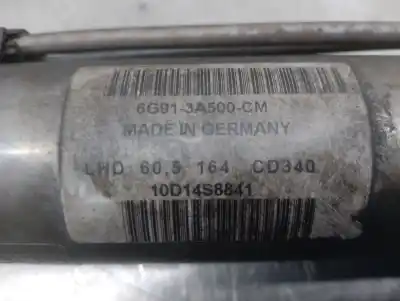 6G91-3A500-CM
MADE IN GERMANY
LHD 60,5 164 CD340
10D14S8841